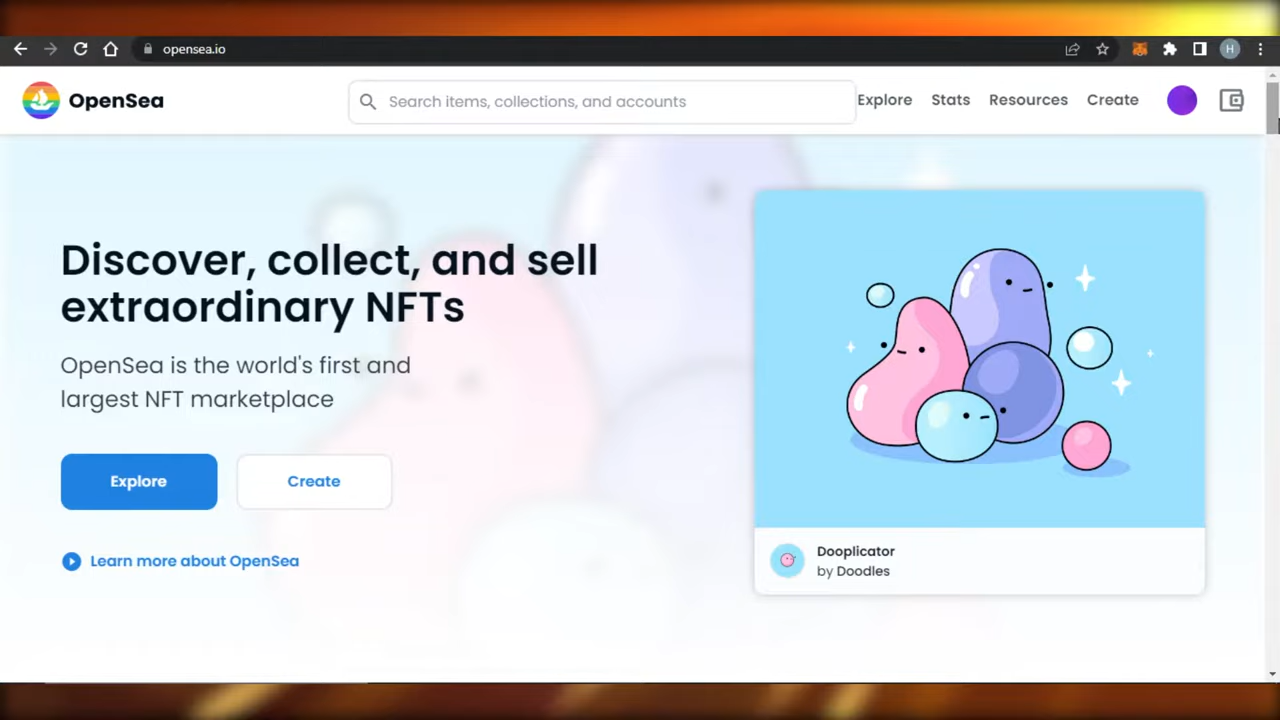 opensea.io
H
OpenSea
Search items, collections, and accounts
Explore
Stats
Resources
Create
Discover, collect, and sell
extraordinary NFTs
OpenSea is the world's first and
largest NFT marketplace
Explore
Create
Learn more about OpenSea
Dooplicator
by Doodles